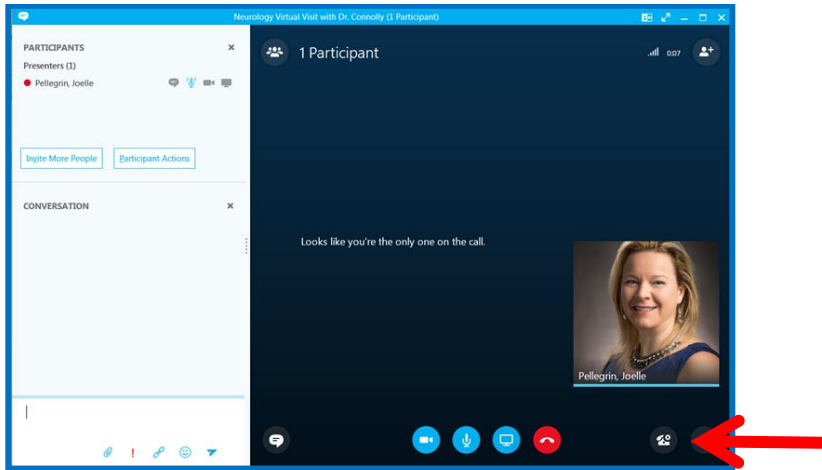 Neurology Virtual Visit with Dr. Connolly (1 Participant)
PARTICIPANTS
Presenters (1)
Pellegrin, Joelle
Invite More People
Participant Actions
CONVERSATION
1 Participant
0:07
Looks like you're the only one on the call.
Pellegrin, Joelle